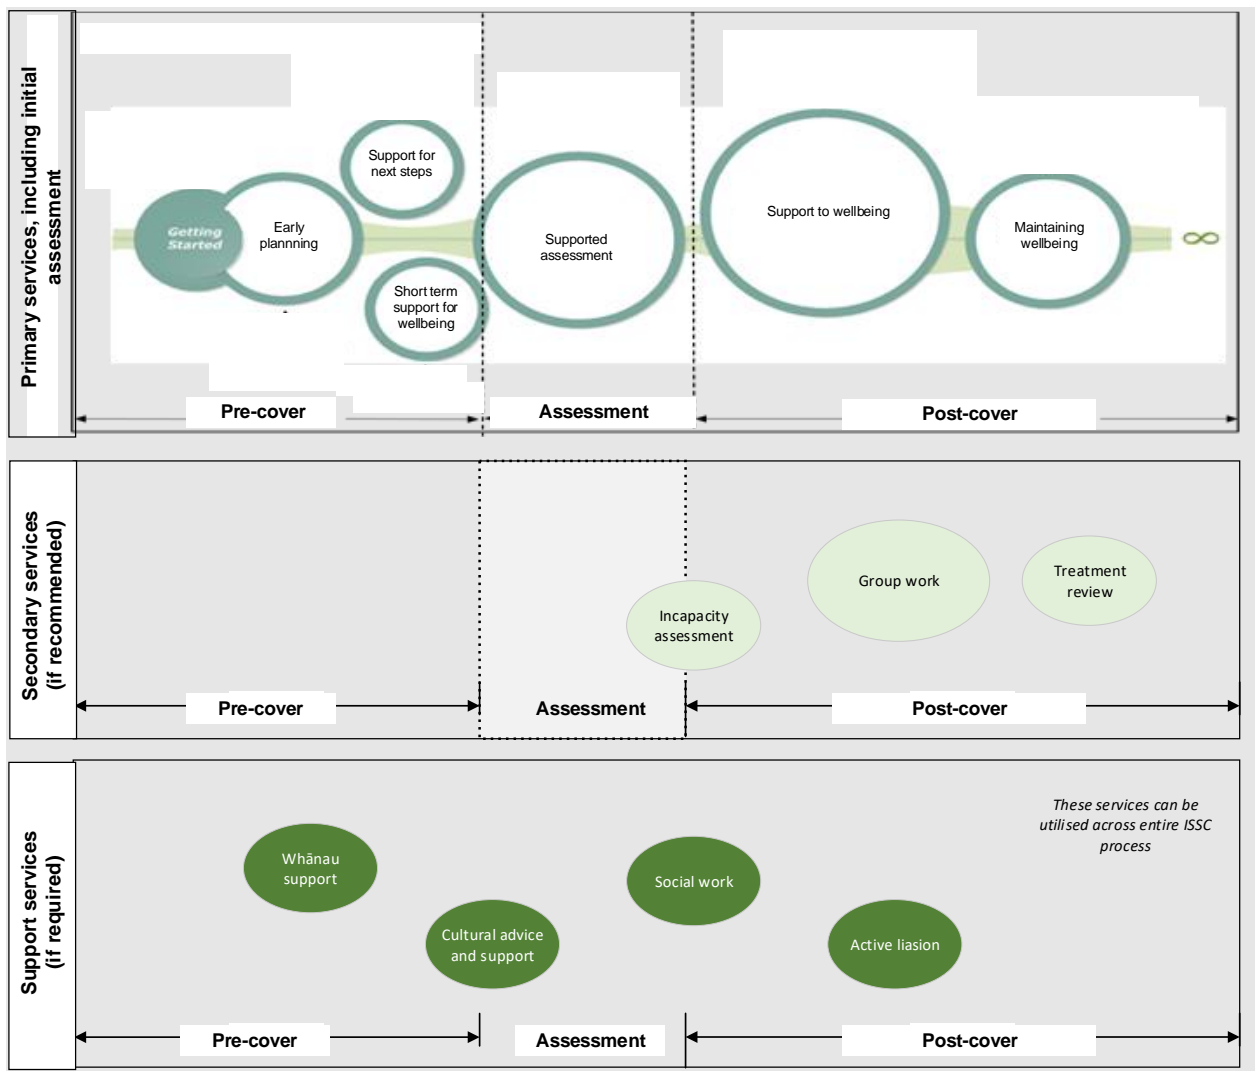 Primary services, including initial
assessment
Getting
Started
Early
plannning
Support for
next steps
Short term
support for
wellbeing
Supported
assessment
Support to wellbeing
Maintaining
wellbeing
∞
Pre-cover
Assessment
Post-cover
Secondary services
(if recommended)
Incapacity
assessment
Group work
Treatment
review
Pre-cover
Assessment
Post-cover
Support services
(if required)
These services can be
utilised across entire ISSC
process
Whānau
support
Cultural advice
and support
Social work
Active liasion
Pre-cover
Assessment
Post-cover